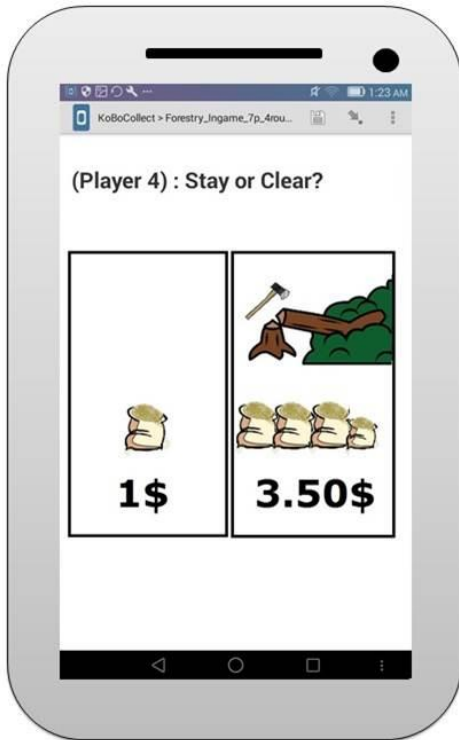 1:23 AM
KoBoCollect > Forestry_Ingame_7p_4rou...
(Player 4) : Stay or Clear?
1$
3.50$